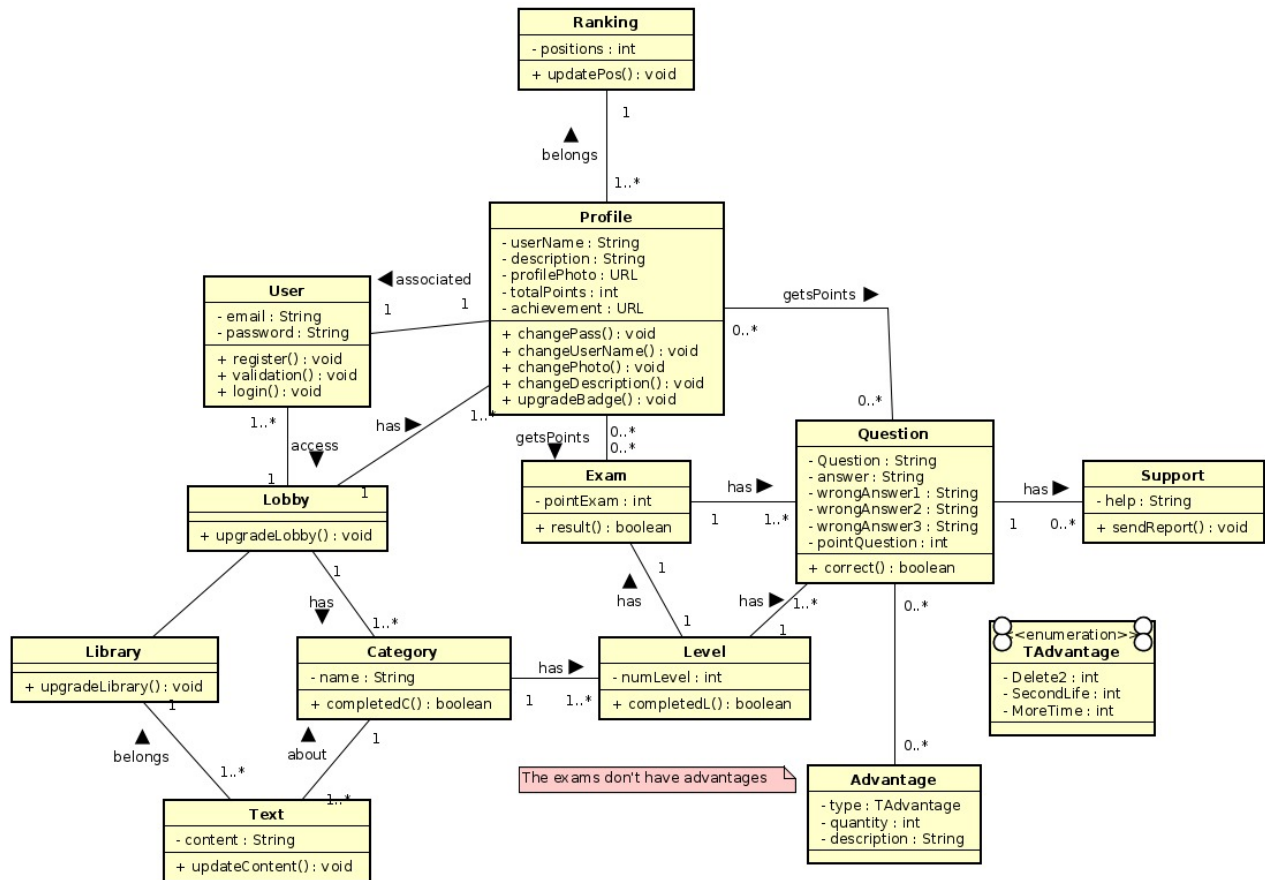 Ranking
- positions : int
+ updatePos() : void
1
belongs
1..*
Profile
- userName : String
- description : String
- profilePhoto : URL
- totalPoints : int
- achievement : URL
+ changePass() : void
+ changeUserName() : void
+ changePhoto() : void
+ changeDescription() : void
+ upgradeBadge() : void
associated
1
1
User
- email : String
- password : String
+ register() : void
+ validation() : void
+ login() : void
getsPoints
0..*
0..*
1..*
access
1
has
1..*
1
getsPoints
0..*
0..*
Lobby
+ upgradeLobby() : void
Exam
- pointExam : int
+ result() : boolean
has
1
1..*
Question
- Question : String
- answer : String
- wrongAnswer1 : String
- wrongAnswer2 : String
- wrongAnswer3 : String
- pointQuestion : int
+ correct() : boolean
has
1
0..*
Support
- help : String
+ sendReport() : void
1
has
1..*
1
has
1
has
1..*
1
0..*
0..*
Library
+ upgradeLibrary() : void
Category
- name : String
+ completedC() : boolean
has
1
1..*
Level
- numLevel : int
+ completedL() : boolean
<<enumeration>>
TAdvantage
- Delete2 : int
- SecondLife : int
- MoreTime : int
1
belongs
1..*
about
1
1..*
The exams don't have advantages
Text
- content : String
+ updateContent() : void
Advantage
- type : TAdvantage
- quantity : int
- description : String